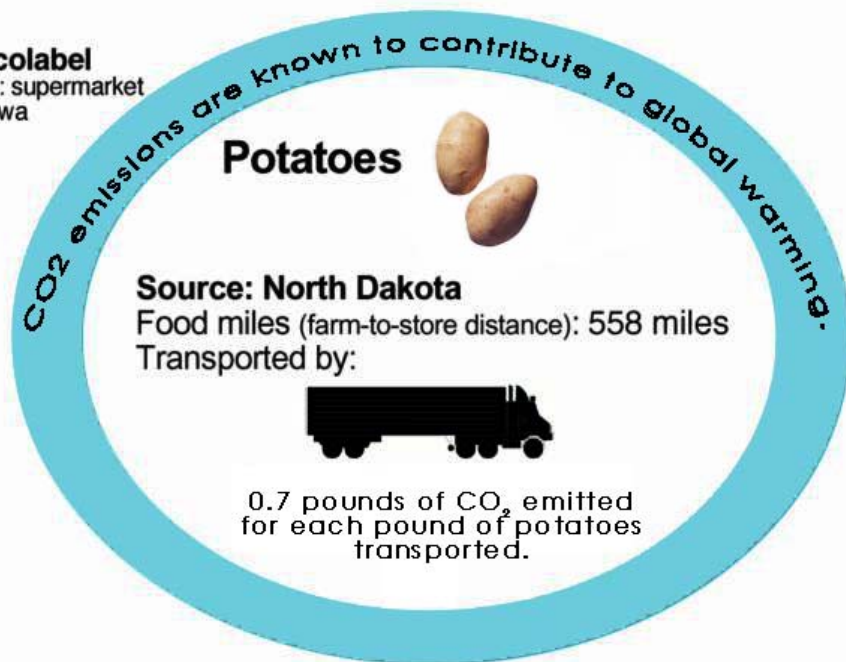 colabel
: supermarket
wa
CO2 emissions are known to contribute to global warming.
Potatoes
Source: North Dakota
Food miles (farm-to-store distance): 558 miles
Transported by:
0.7 pounds of CO₂ emitted
for each pound of potatoes
transported.